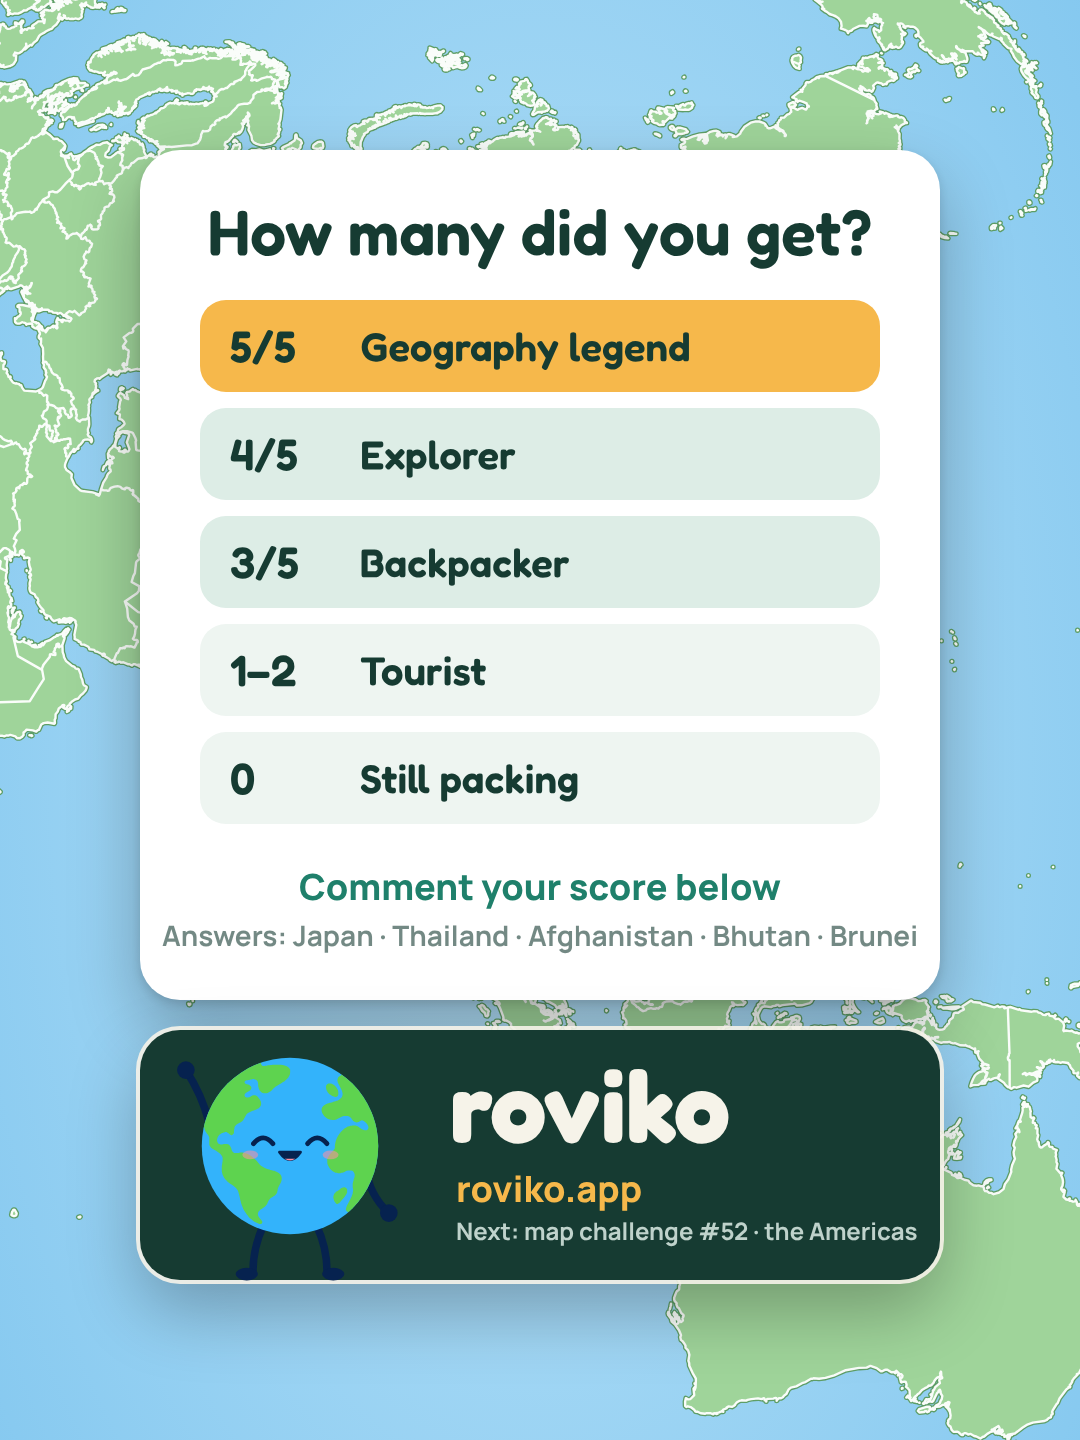 How many did you get?
5/5 Geography legend
4/5 Explorer
3/5 Backpacker
1–2 Tourist
0 Still packing
Comment your score below
Answers: Japan · Thailand · Afghanistan · Bhutan · Brunei
roviko
roviko.app
Next: map challenge #52 · the Americas